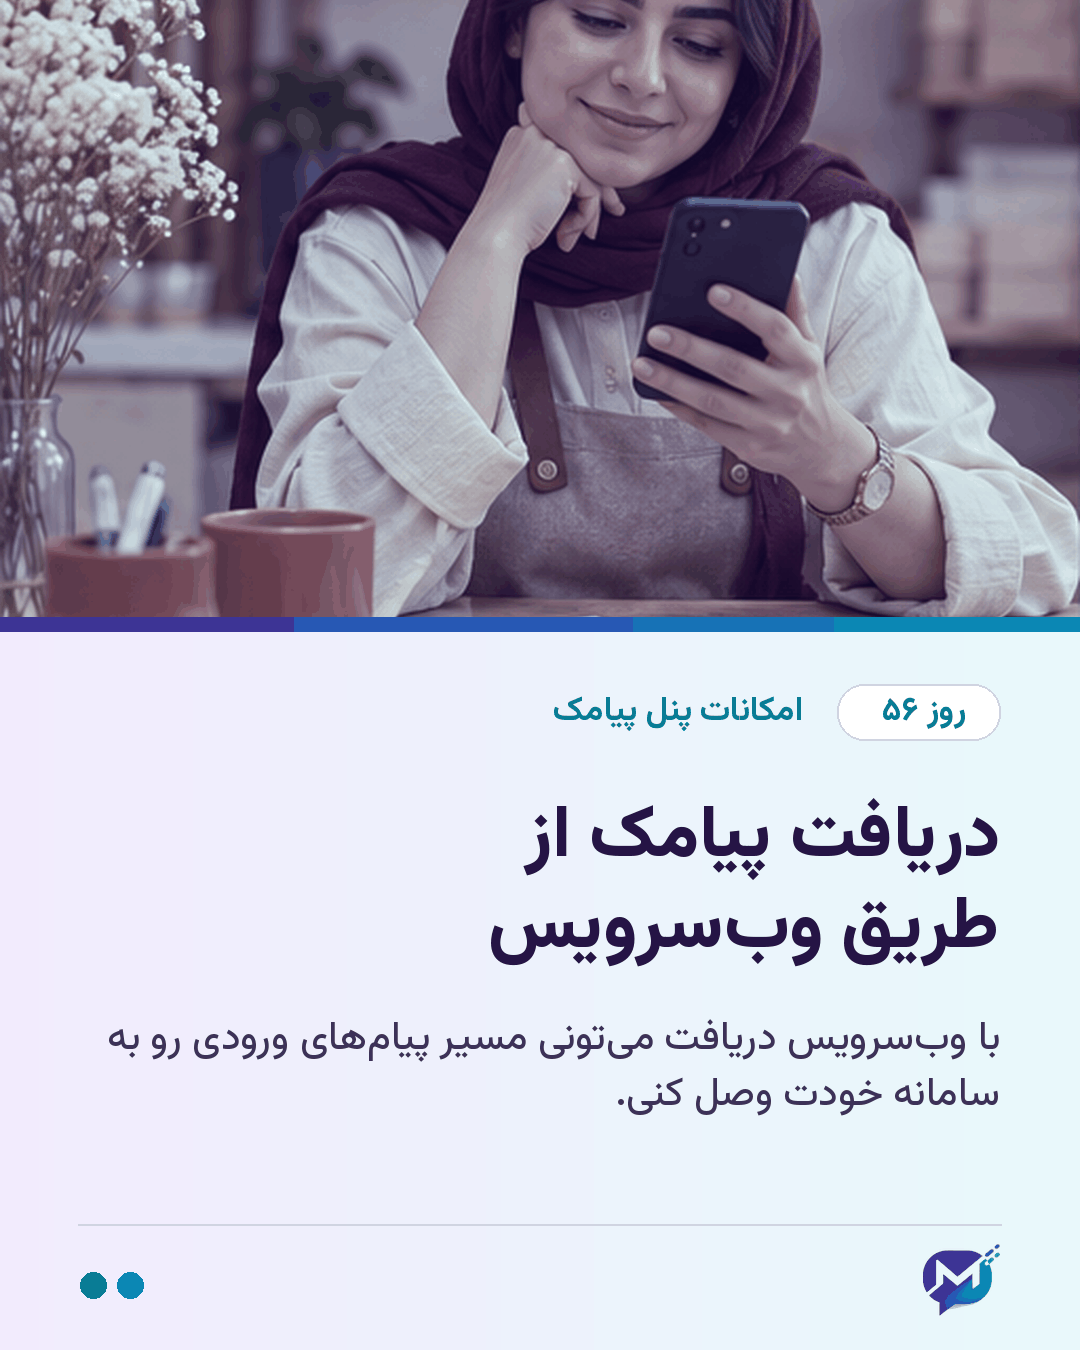 روز ۵۶
امکانات پنل پیامک
دریافت پیامک از
طریق وب‌سرویس
با وب‌سرویس دریافت می‌تونی مسیر پیام‌های ورودی رو به
سامانه خودت وصل کنی.